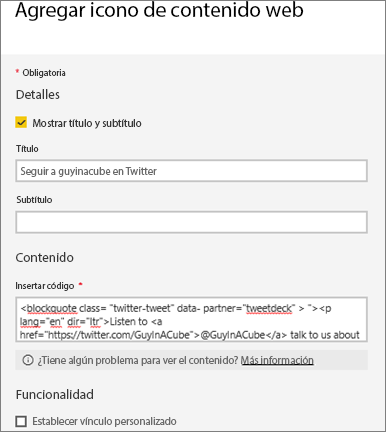 Agregar icono de contenido web
* Obligatoria
Detalles
Mostrar título y subtítulo
Título
Seguir a guyinacube en Twitter
Subtítulo
Contenido
Insertar código *
<blockquote class= "twitter-tweet" data- partner="tweetdeck" > "><p
lang="en" dir="ltr">Listen to <a
href="https://twitter.com/GuyInACube">@GuyInACube</a> talk to us about
¿Tiene algún problema para ver el contenido? Más información
Funcionalidad
Establecer vínculo personalizado